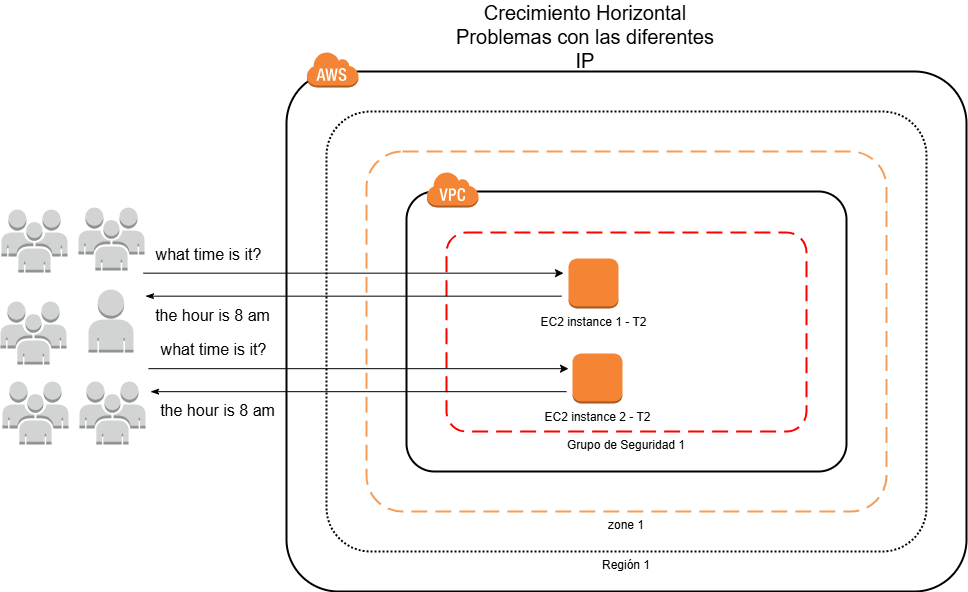 Crecimiento Horizontal
Problemas con las diferentes
IP
AWS
VPC
what time is it?
the hour is 8 am
EC2 instance 1 - T2
what time is it?
the hour is 8 am
EC2 instance 2 - T2
Grupo de Seguridad 1
zone 1
Región 1